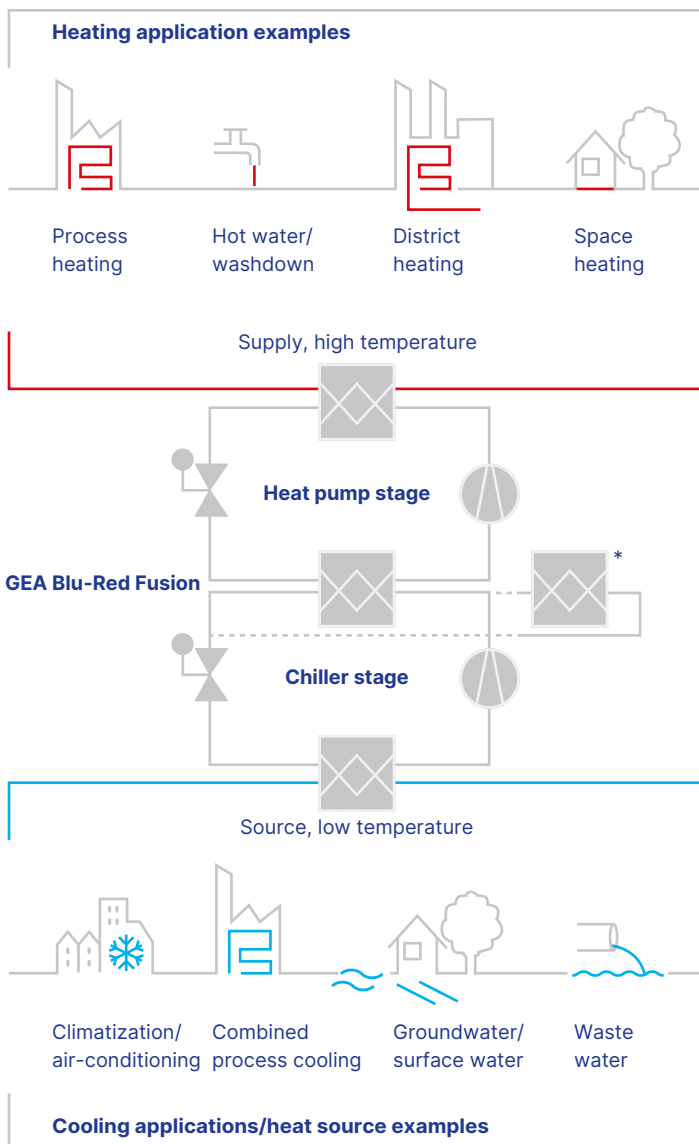 Heating application examples
Process
heating
Hot water/
washdown
District
heating
Space
heating
Supply, high temperature
Heat pump stage
*
GEA Blu-Red Fusion
Chiller stage
Source, low temperature
Climatization/
air-conditioning
Combined
process cooling
Groundwater/
surface water
Waste
water
Cooling applications/heat source examples